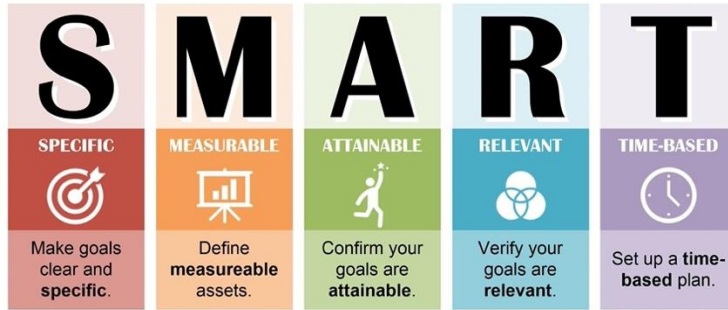 S M A R T
SPECIFIC
Make goals
clear and
specific.
MEASURABLE
Define
measureable
assets.
ATTAINABLE
Confirm your
goals are
attainable.
RELEVANT
Verify your
goals are
relevant.
TIME-BASED
Set up a time-
based plan.